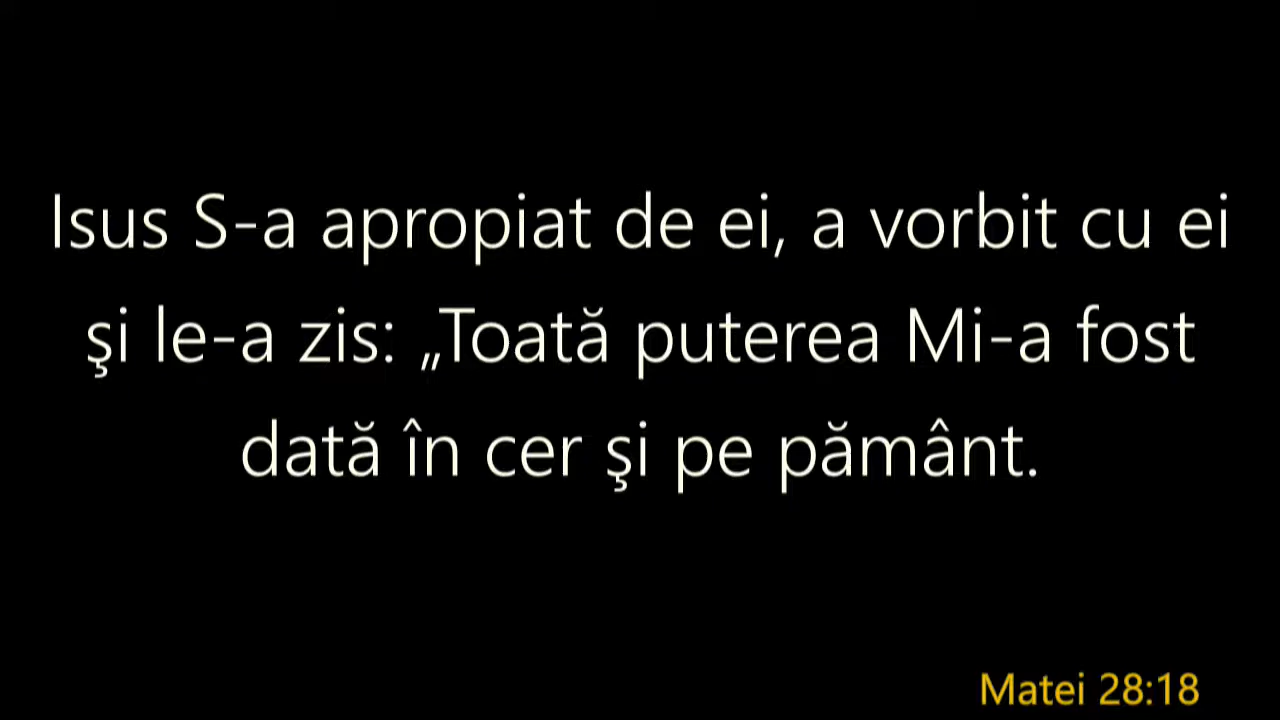 Isus S-a apropiat de ei, a vorbit cu ei
şi le-a zis: „Toată puterea Mi-a fost
dată în cer şi pe pământ.
Matei 28:18